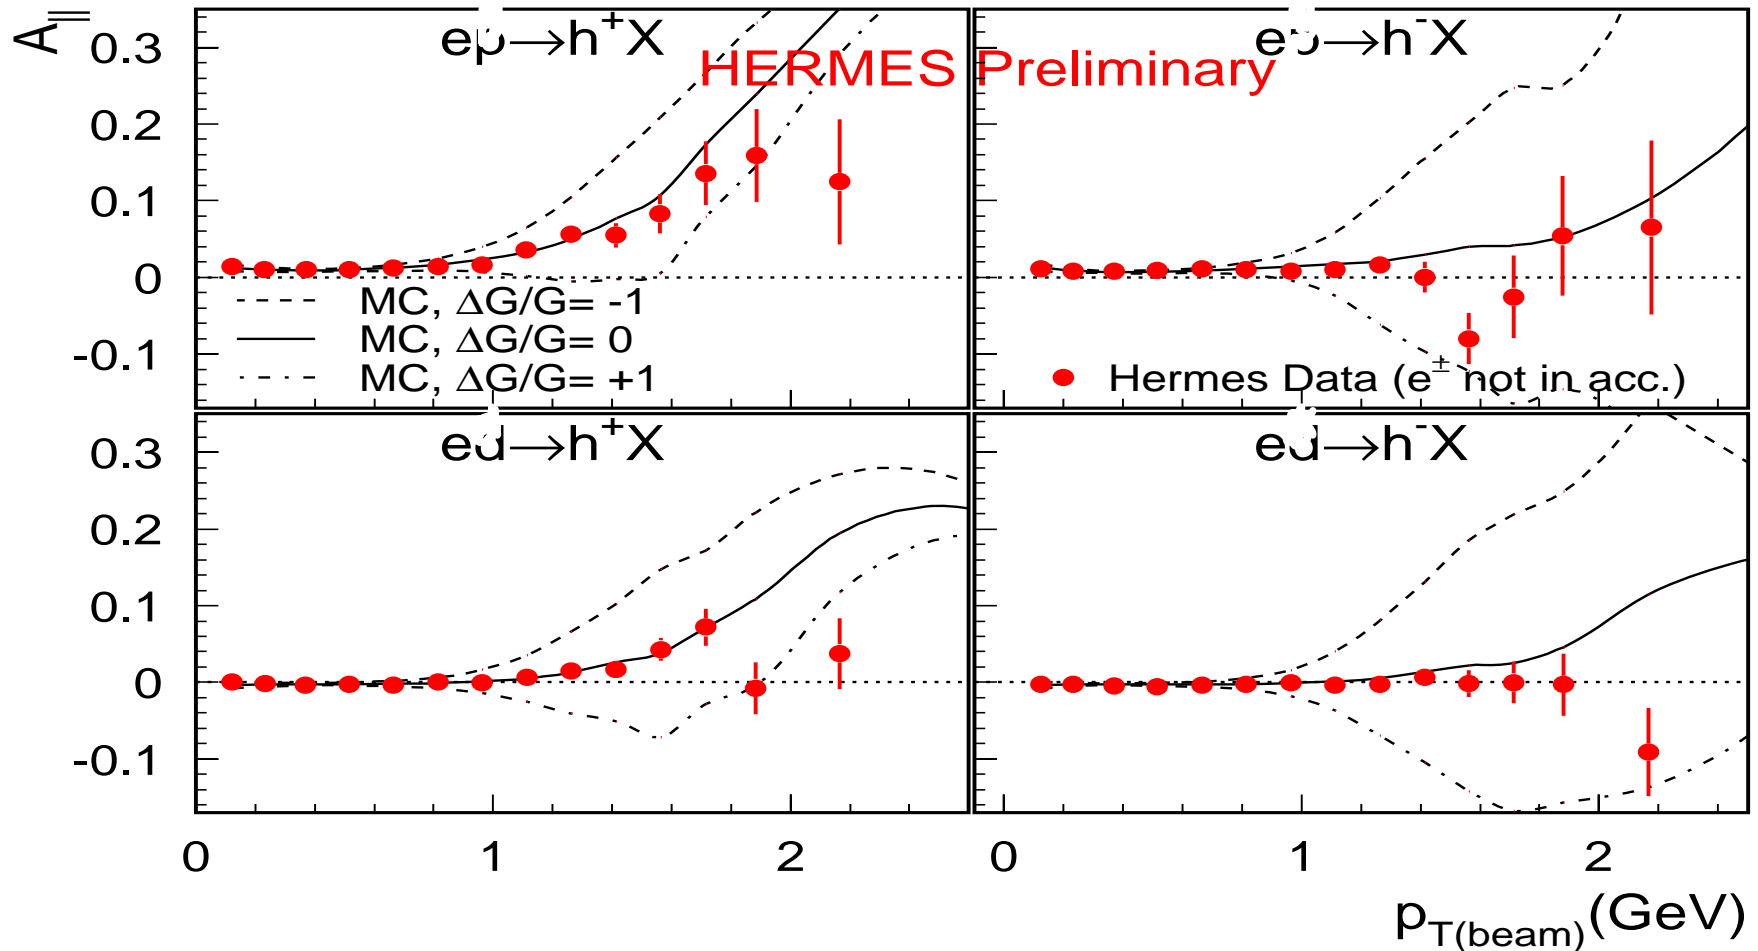 A||
ep→h⁺X
ep→h⁻X
HERMES Preliminary
0.3
0.2
0.1
0
-0.1
MC, ΔG/G= -1
MC, ΔG/G= 0
MC, ΔG/G= +1
Hermes Data (e± not in acc.)
ed→h⁺X
ed→h⁻X
0.3
0.2
0.1
0
-0.1
0 1 2 0 1 2
p_T(beam)(GeV)